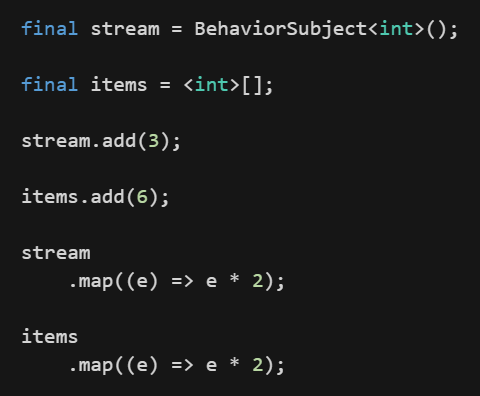 final stream = BehaviorSubject<int>();
final items = <int>[];
stream.add(3);
items.add(6);
stream
    .map((e) => e * 2);
items
    .map((e) => e * 2);